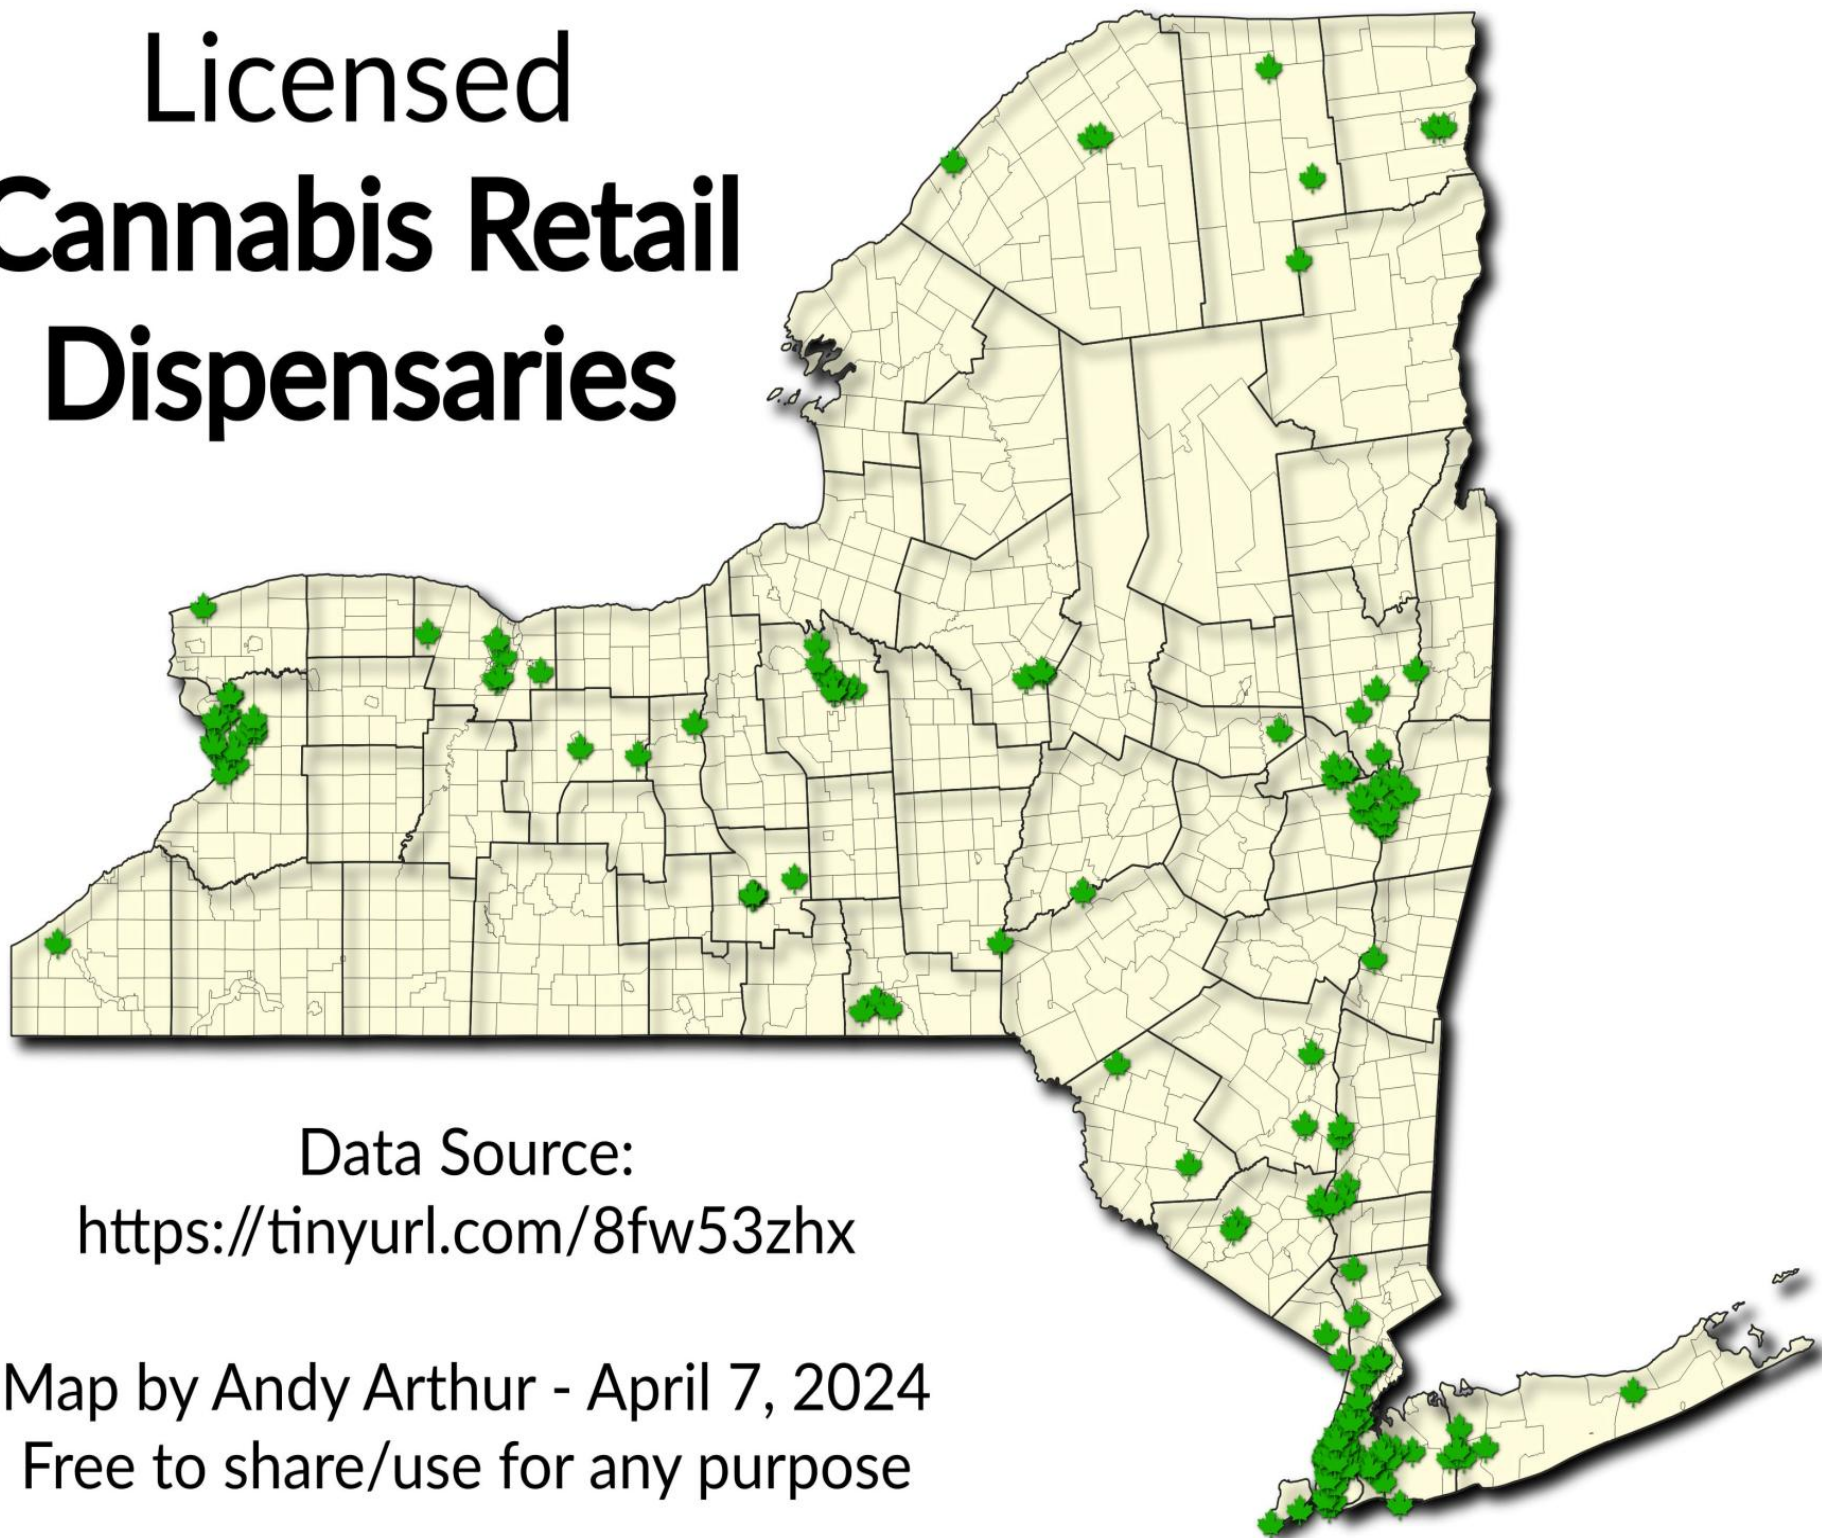 Licensed
Cannabis Retail
Dispensaries
Data Source:
https://tinyurl.com/8fw53zhx
Map by Andy Arthur - April 7, 2024
Free to share/use for any purpose